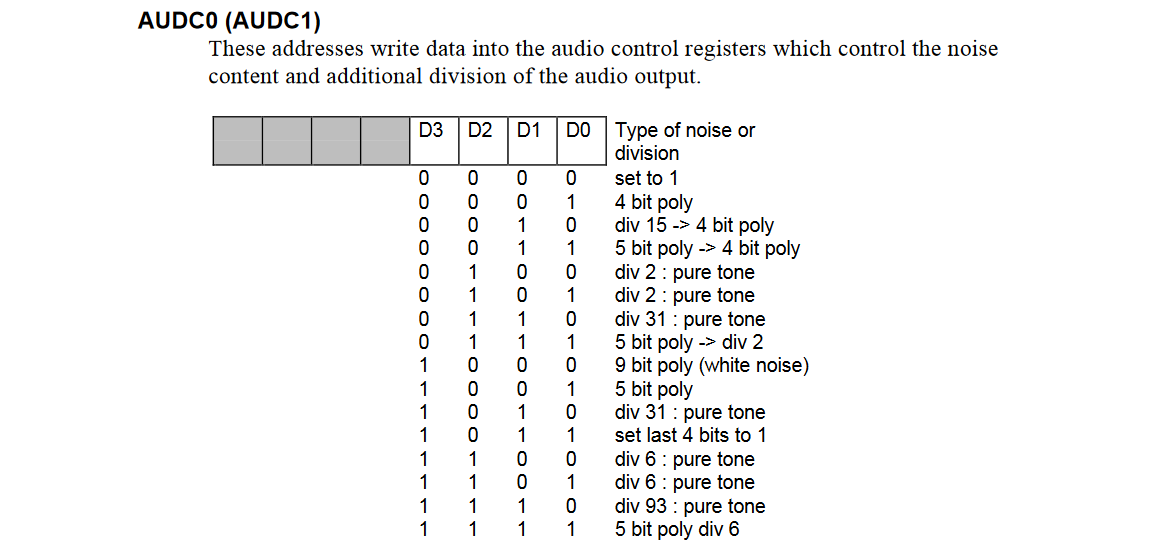 AUDC0 (AUDC1)
These addresses write data into the audio control registers which control the noise
content and additional division of the audio output.
D3 D2 D1 D0 Type of noise or
division
0 0 0 0 set to 1
0 0 0 1 4 bit poly
0 0 1 0 div 15 -> 4 bit poly
0 0 1 1 5 bit poly -> 4 bit poly
0 1 0 0 div 2 : pure tone
0 1 0 1 div 2 : pure tone
0 1 1 0 div 31 : pure tone
0 1 1 1 5 bit poly -> div 2
1 0 0 0 9 bit poly (white noise)
1 0 0 1 5 bit poly
1 0 1 0 div 31 : pure tone
1 0 1 1 set last 4 bits to 1
1 1 0 0 div 6 : pure tone
1 1 0 1 div 6 : pure tone
1 1 1 0 div 93 : pure tone
1 1 1 1 5 bit poly div 6